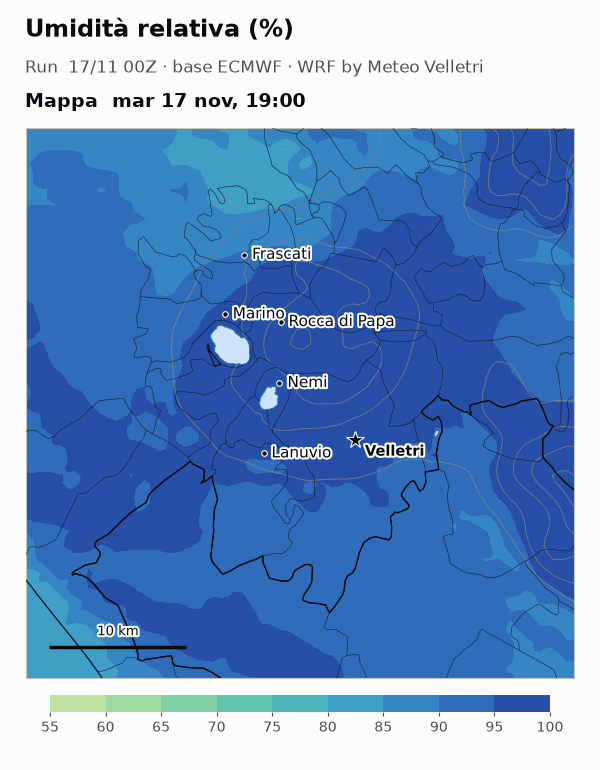 Umidità relativa (%)
Run  17/11 00Z · base ECMWF · WRF by Meteo Velletri
Mappa  mar 17 nov, 19:00
Frascati
Marino
Rocca di Papa
Nemi
Velletri
Lanuvio
10 km
55 60 65 70 75 80 85 90 95 100